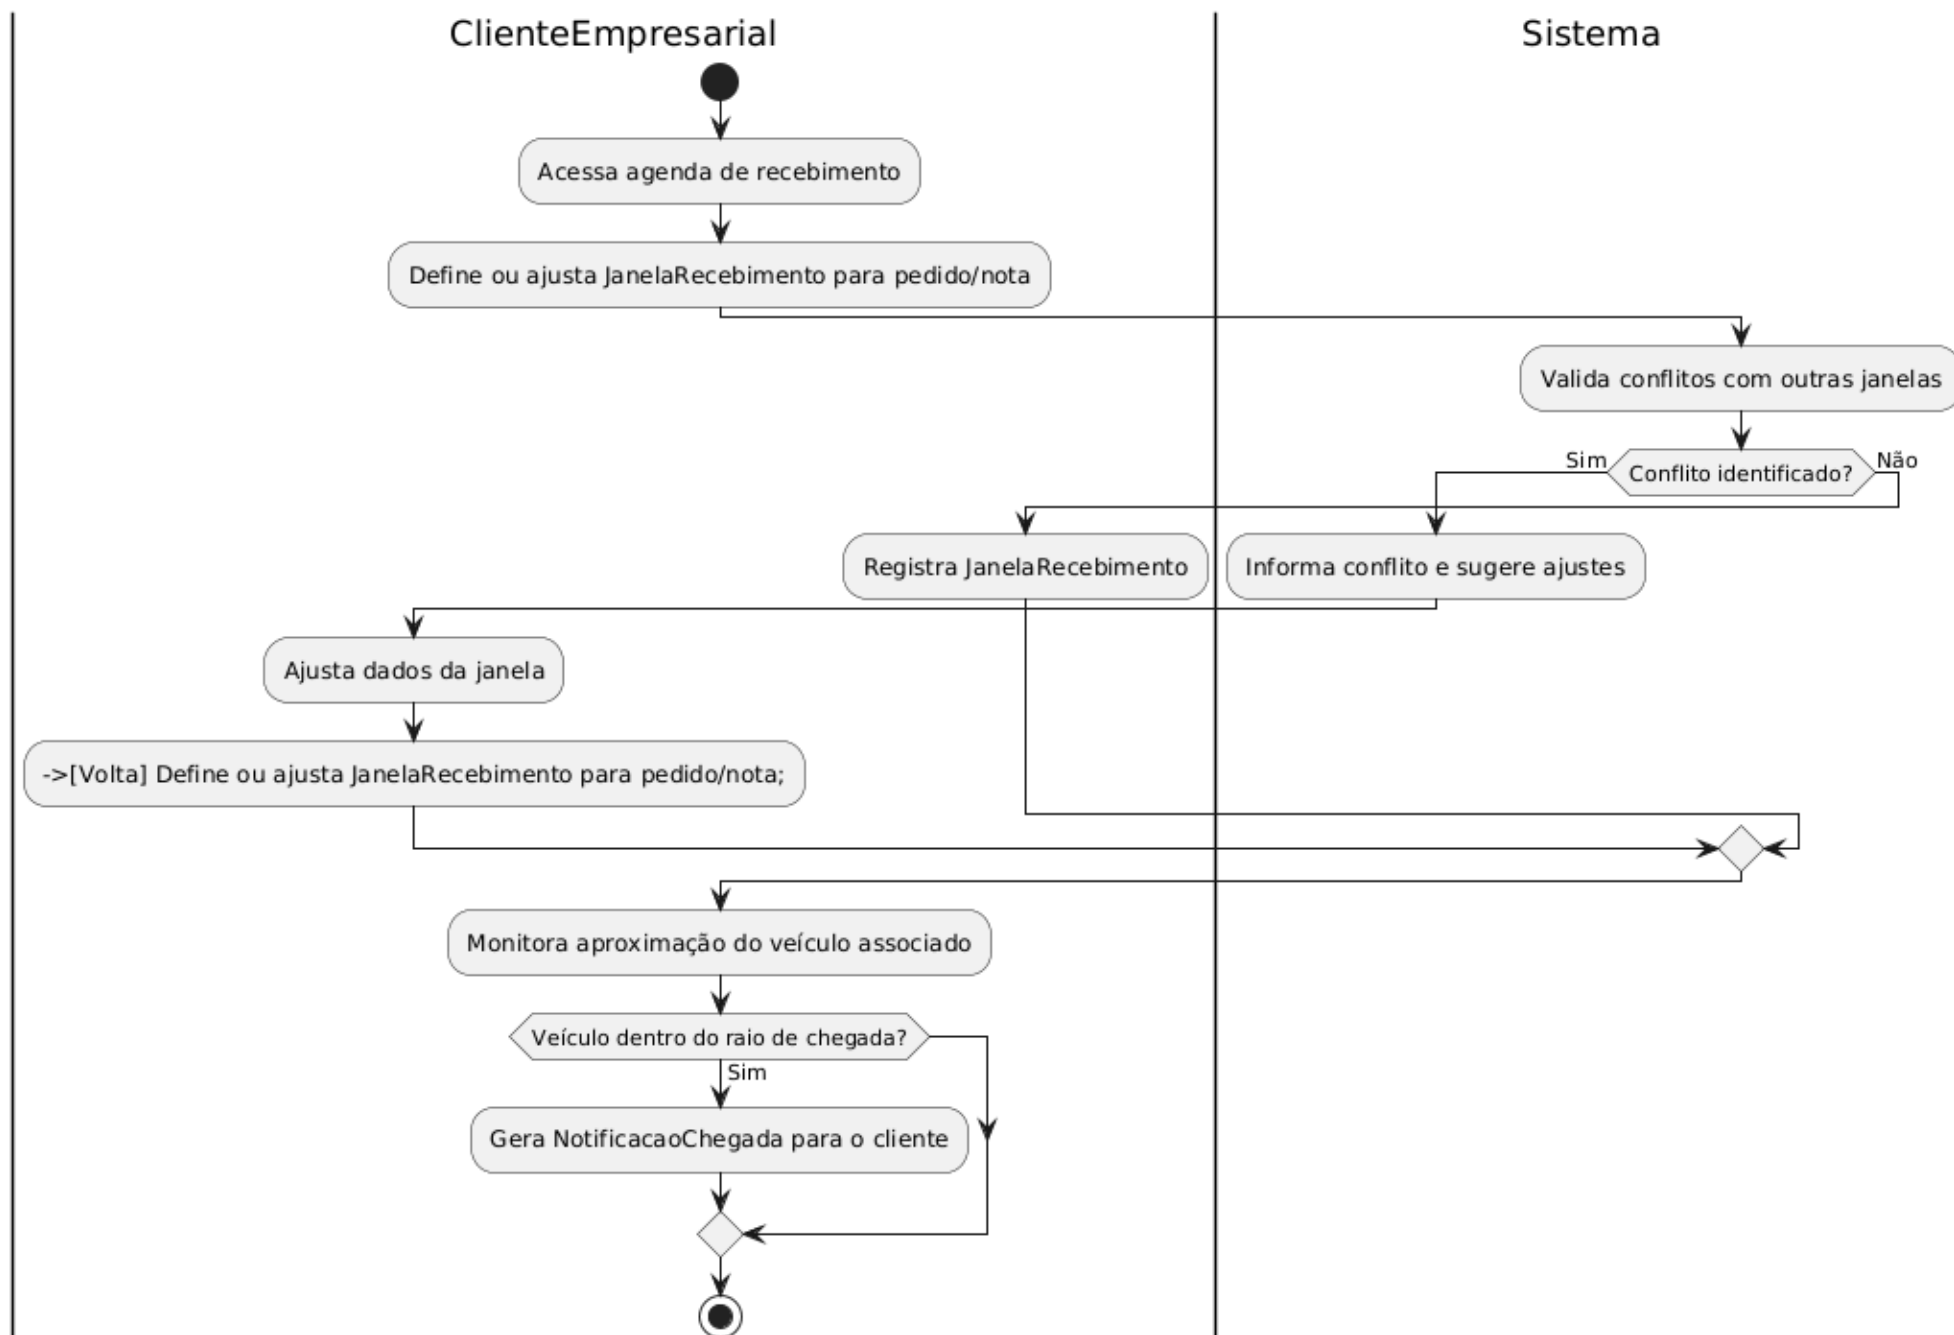 ClienteEmpresarial
Sistema
Acessa agenda de recebimento
Define ou ajusta JanelaRecebimento para pedido/nota
Valida conflitos com outras janelas
Sim
Conflito identificado?
Não
Registra JanelaRecebimento
Informa conflito e sugere ajustes
Ajusta dados da janela
->[Volta] Define ou ajusta JanelaRecebimento para pedido/nota;
Monitora aproximação do veículo associado
Veículo dentro do raio de chegada?
Sim
Gera NotificacaoChegada para o cliente